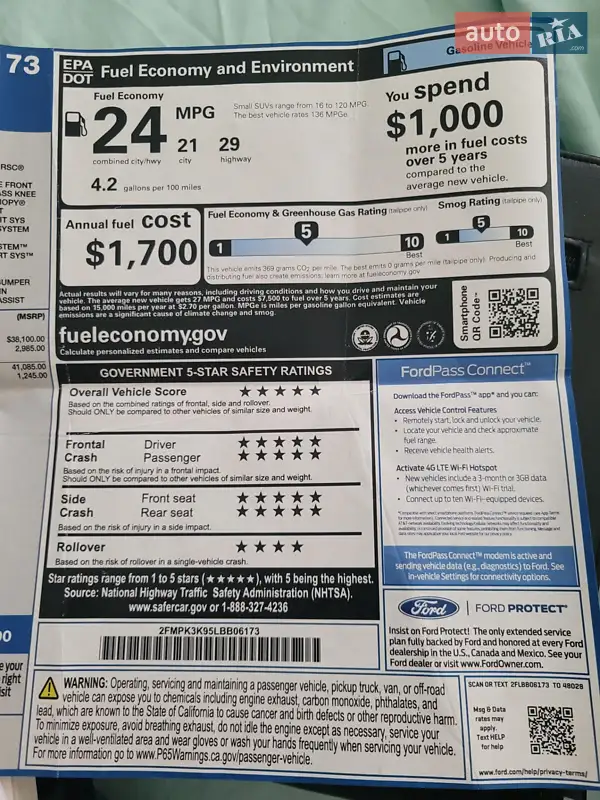 auto RIA .com
73
EPA DOT Fuel Economy and Environment
Gasoline Vehicle
Fuel Economy
24 MPG
21 29
combined city/hwy city highway
4.2 gallons per 100 miles
Small SUVs range from 16 to 120 MPG.
The best vehicle rates 136 MPGe.
You spend
$1,000
more in fuel costs
over 5 years
compared to the
average new vehicle.
Annual fuel cost
$1,700
Fuel Economy & Greenhouse Gas Rating (tailpipe only)
1 5 10
Best
Smog Rating (tailpipe only)
1 5 10
Best
This vehicle emits 369 grams CO2 per mile. The best emits 0 grams per mile (tailpipe only). Producing and
distributing fuel also create emissions; learn more at fueleconomy.gov
Actual results will vary for many reasons, including driving conditions and how you drive and maintain your
vehicle. The average new vehicle gets 27 MPG and costs $7,500 to fuel over 5 years. Cost estimates are
based on 15,000 miles per year at $2.70 per gallon. MPGe is miles per gasoline gallon equivalent. Vehicle
emissions are a significant cause of climate change and smog.
fueleconomy.gov
Calculate personalized estimates and compare vehicles
Smartphone
QR Code™
RSC®
E FRONT
ASS KNEE
NOPY®
T
IT SYS
SYSTEM
STEM™
RT SYS™
BUMPER
IN
ASSIST
(MSRP)
$38,100.00
2,985.00
41,085.00
1,245.00
GOVERNMENT 5-STAR SAFETY RATINGS
Overall Vehicle Score ★ ★ ★ ★ ★
Based on the combined ratings of frontal, side and rollover.
Should ONLY be compared to other vehicles of similar size and weight.
Frontal Driver ★ ★ ★ ★ ★
Crash Passenger ★ ★ ★ ★ ★
Based on the risk of injury in a frontal impact.
Should ONLY be compared to other vehicles of similar size and weight.
Side Front seat ★ ★ ★ ★ ★
Crash Rear seat ★ ★ ★ ★ ★
Based on the risk of injury in a side impact.
Rollover ★ ★ ★ ★
Based on the risk of rollover in a single-vehicle crash.
Star ratings range from 1 to 5 stars (★★★★★), with 5 being the highest.
Source: National Highway Traffic Safety Administration (NHTSA).
www.safercar.gov or 1-888-327-4236
FordPass Connect™
Download the FordPass™ app* and you can:
Access Vehicle Control Features
• Remotely start, lock and unlock your vehicle.
• Locate your vehicle and check approximate
fuel range.
• Receive vehicle health alerts.
Activate 4G LTE Wi-Fi Hotspot
• New vehicles include a 3-month or 3GB data
(whichever comes first) Wi-Fi trial.
• Connect up to ten Wi-Fi-equipped devices.
The FordPass Connect™ modem is active and
sending vehicle data (e.g., diagnostics) to Ford. See
in-vehicle Settings for connectivity options.
Ford FORD PROTECT®
Insist on Ford Protect! The only extended service
plan fully backed by Ford and honored at every Ford
dealership in the U.S., Canada and Mexico. See your
Ford dealer or visit www.FordOwner.com.
2FMPK3K95LBB06173
00
e your
right
isit
WARNING: Operating, servicing and maintaining a passenger vehicle, pickup truck, van, or off-road
vehicle can expose you to chemicals including engine exhaust, carbon monoxide, phthalates, and
lead, which are known to the State of California to cause cancer and birth defects or other reproductive harm.
To minimize exposure, avoid breathing exhaust, do not idle the engine except as necessary, service your
vehicle in a well-ventilated area and wear gloves or wash your hands frequently when servicing your vehicle.
For more information go to www.P65Warnings.ca.gov/passenger-vehicle.
SCAN OR TEXT 2FLBB06173 TO 48028
Msg & Data
rates may
apply.
Text HELP
for help
www.ford.com/help/privacy-terms/